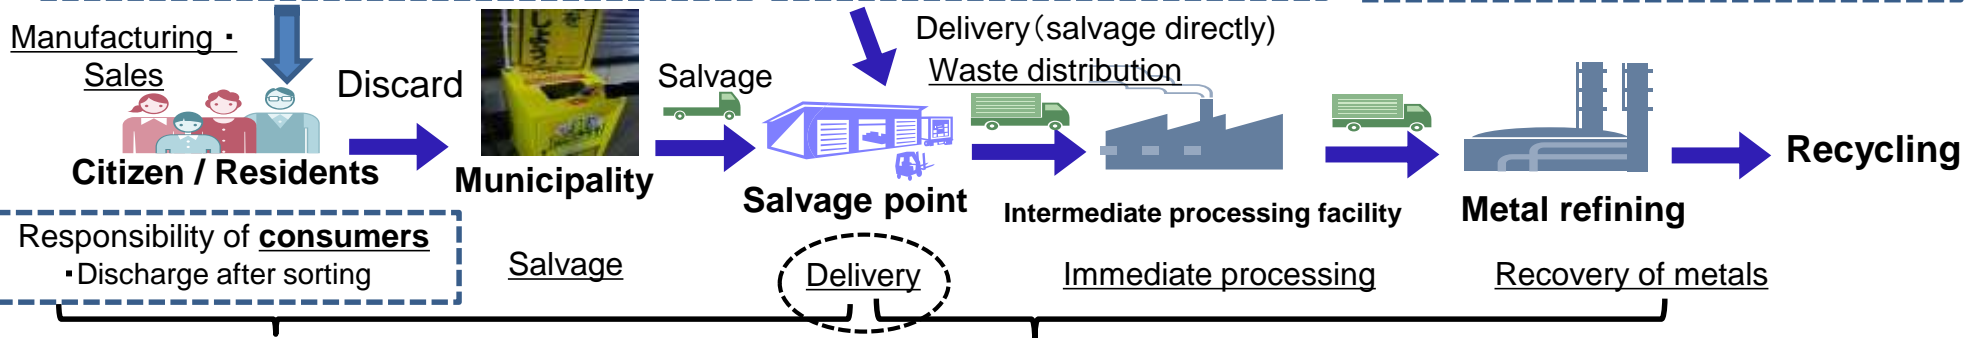 Manufacturing ・
Sales
Discard
Salvage
Delivery（salvage directly)
Waste distribution
Citizen / Residents
Municipality
Salvage point
Intermediate processing facility
Metal refining
Recycling
Responsibility of consumers
・Discharge after sorting
Salvage
Delivery
Immediate processing
Recovery of metals